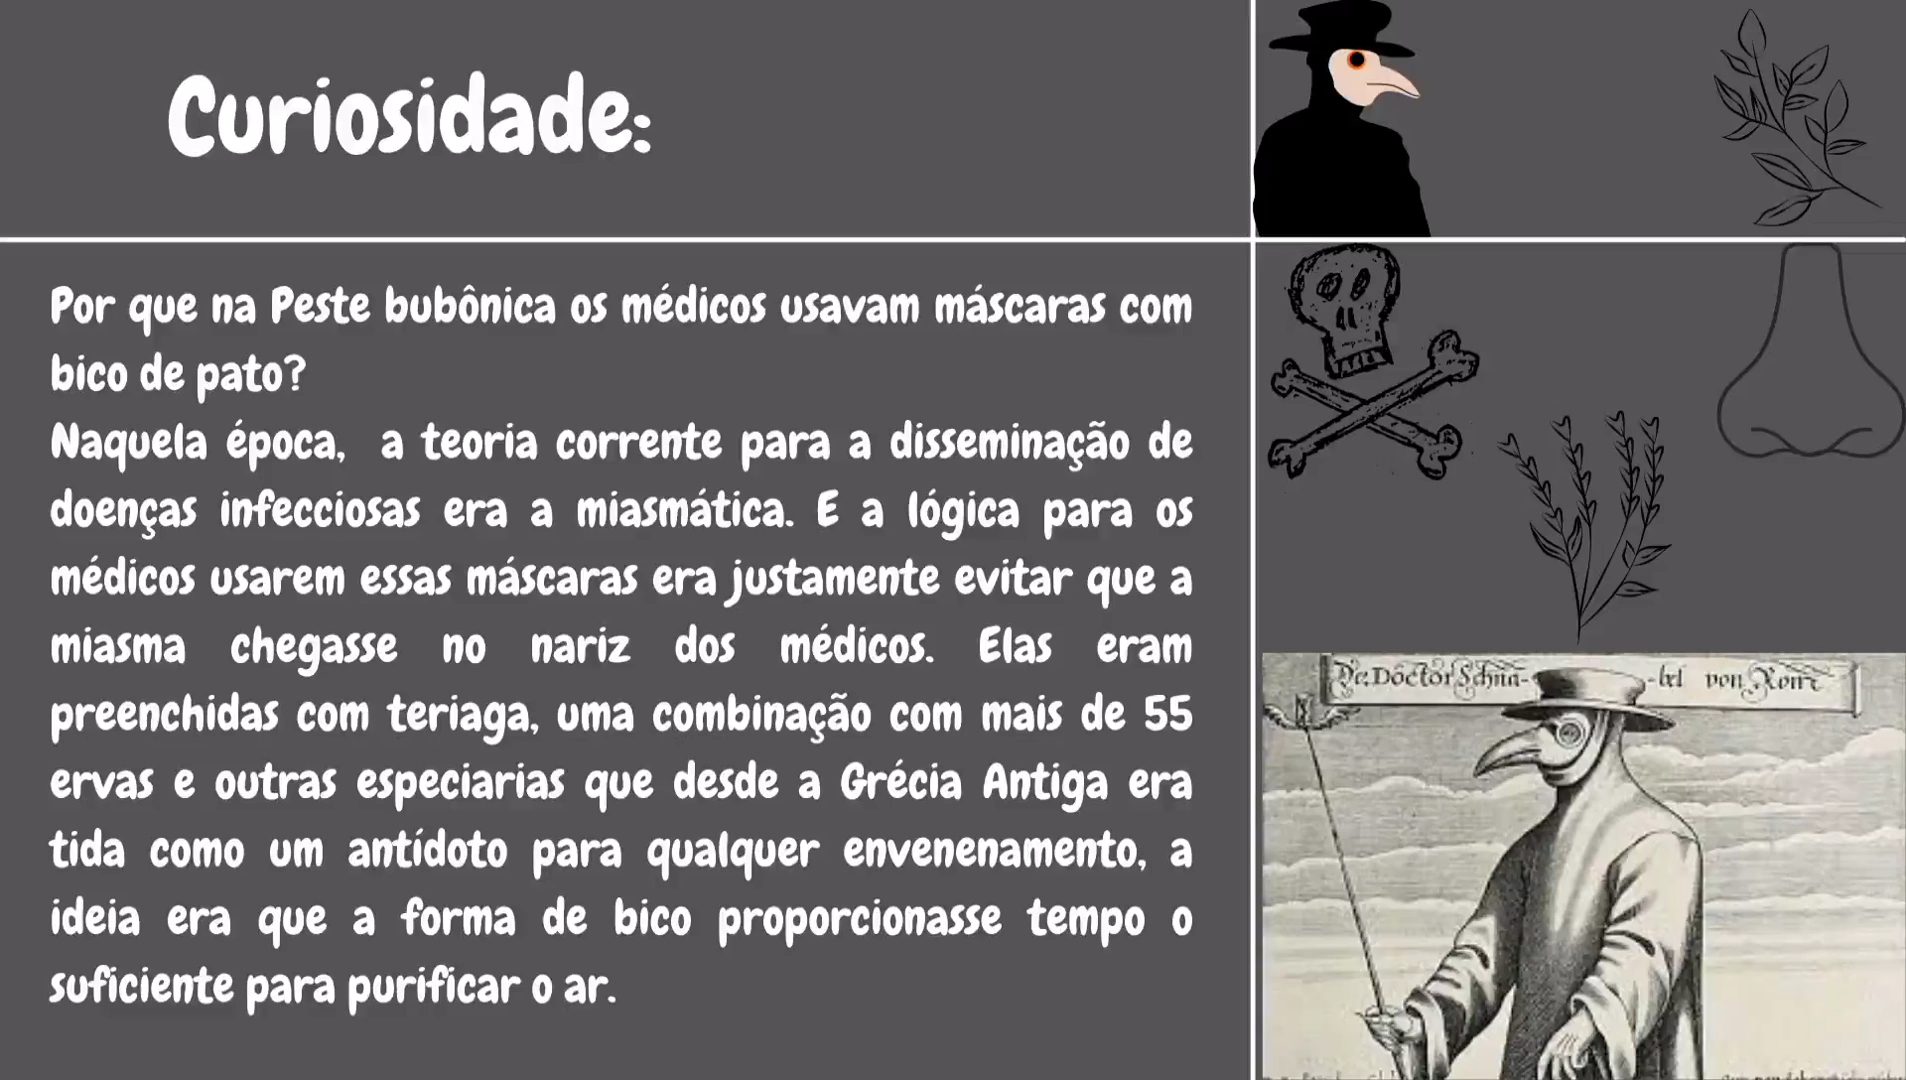 Curiosidade:
Por que na Peste bubônica os médicos usavam máscaras com
bico de pato?
Naquela época, a teoria corrente para a disseminação de
doenças infecciosas era a miasmática. E a lógica para os
médicos usarem essas máscaras era justamente evitar que a
miasma chegasse no nariz dos médicos. Elas eram
preenchidas com teriaga, uma combinação com mais de 55
ervas e outras especiarias que desde a Grécia Antiga era
tida como um antídoto para qualquer envenenamento, a
ideia era que a forma de bico proporcionasse tempo o
suficiente para purificar o ar.
Doctor Schna- -bel von Rom